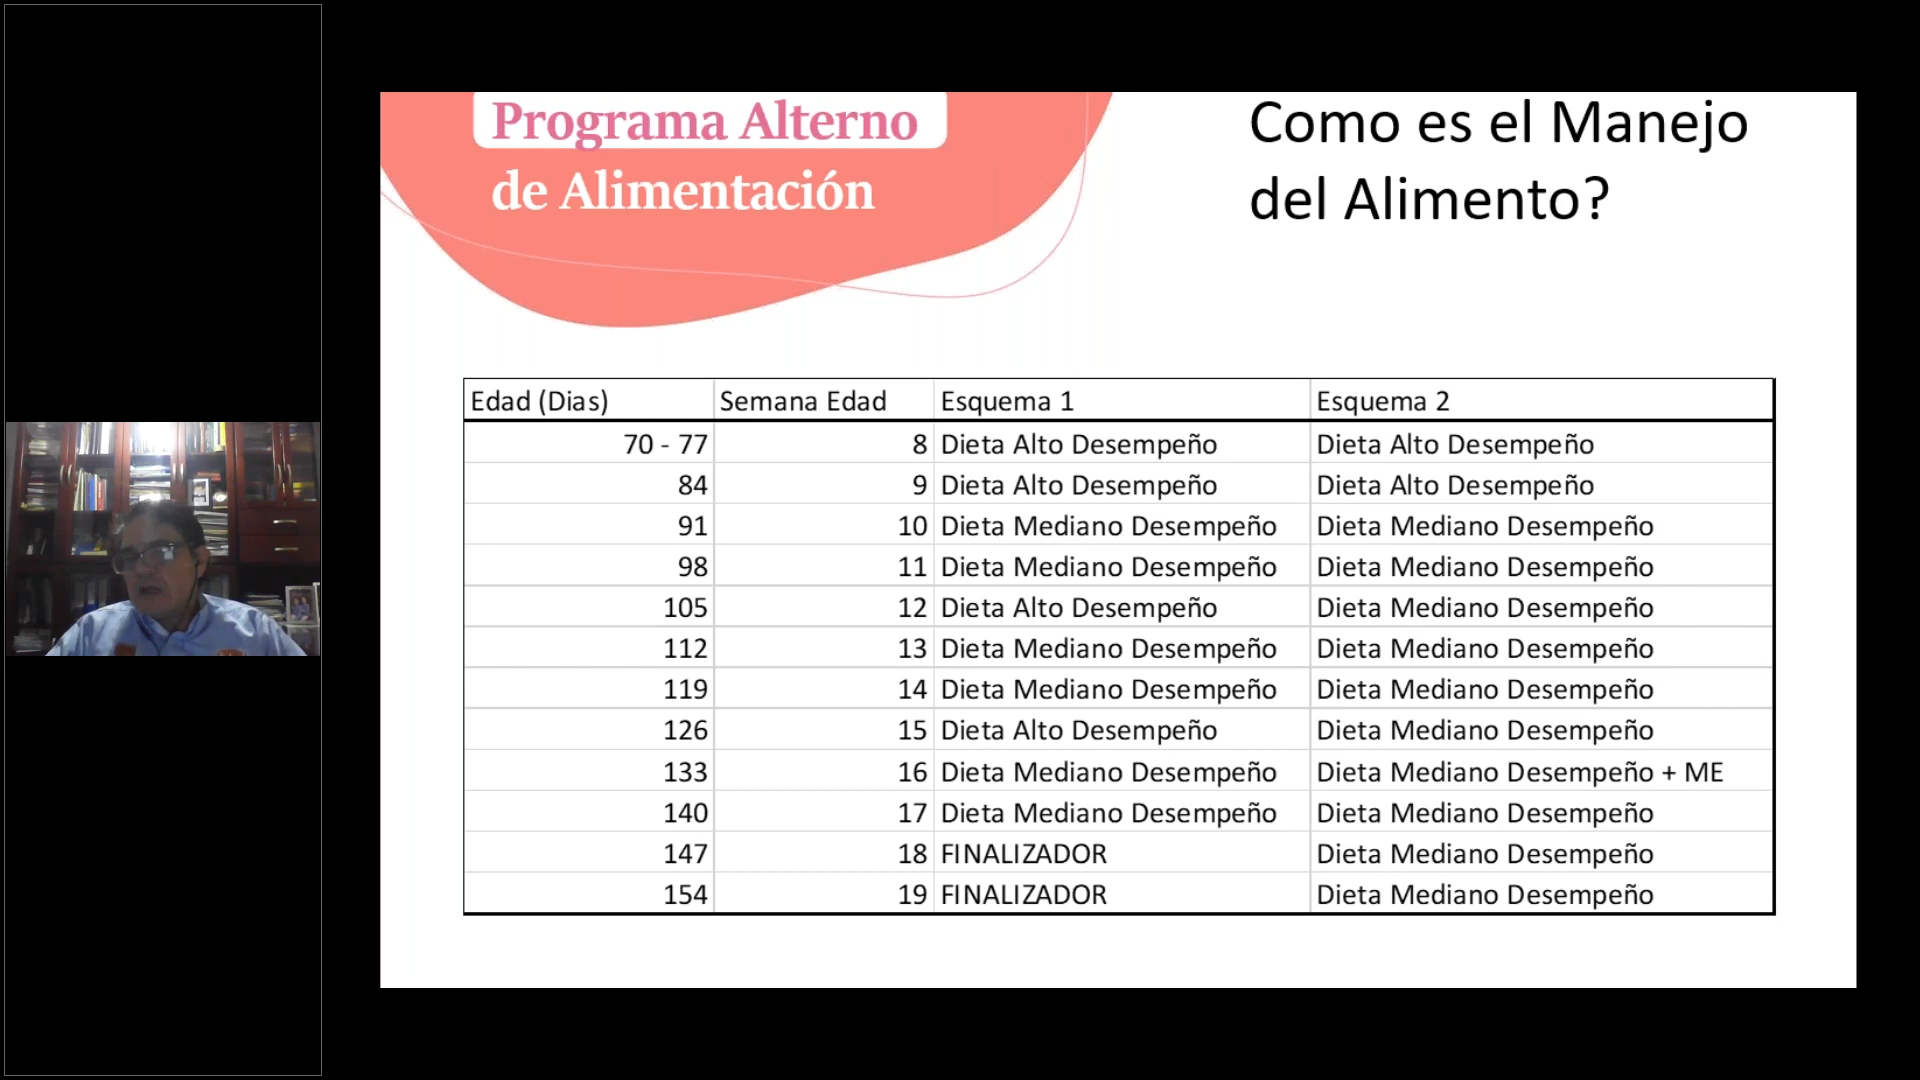 Programa Alterno
de Alimentación
Como es el Manejo
del Alimento?
Edad (Dias) Semana Edad Esquema 1 Esquema 2
70 - 77 8 Dieta Alto Desempeño Dieta Alto Desempeño
84 9 Dieta Alto Desempeño Dieta Alto Desempeño
91 10 Dieta Mediano Desempeño Dieta Mediano Desempeño
98 11 Dieta Mediano Desempeño Dieta Mediano Desempeño
105 12 Dieta Alto Desempeño Dieta Mediano Desempeño
112 13 Dieta Mediano Desempeño Dieta Mediano Desempeño
119 14 Dieta Mediano Desempeño Dieta Mediano Desempeño
126 15 Dieta Alto Desempeño Dieta Mediano Desempeño
133 16 Dieta Mediano Desempeño Dieta Mediano Desempeño + ME
140 17 Dieta Mediano Desempeño Dieta Mediano Desempeño
147 18 FINALIZADOR Dieta Mediano Desempeño
154 19 FINALIZADOR Dieta Mediano Desempeño